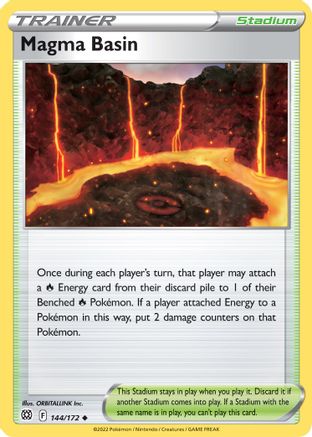 TRAINER Stadium
Magma Basin
Once during each player's turn, that player may attach
a Energy card from their discard pile to 1 of their
Benched Pokémon. If a player attached Energy to a
Pokémon in this way, put 2 damage counters on that
Pokémon.
This Stadium stays in play when you play it. Discard it if
another Stadium comes into play. If a Stadium with the
same name is in play, you can't play this card.
Illus. ORBITALLINK Inc.
F 144/172
©2022 Pokémon / Nintendo / Creatures / GAME FREAK